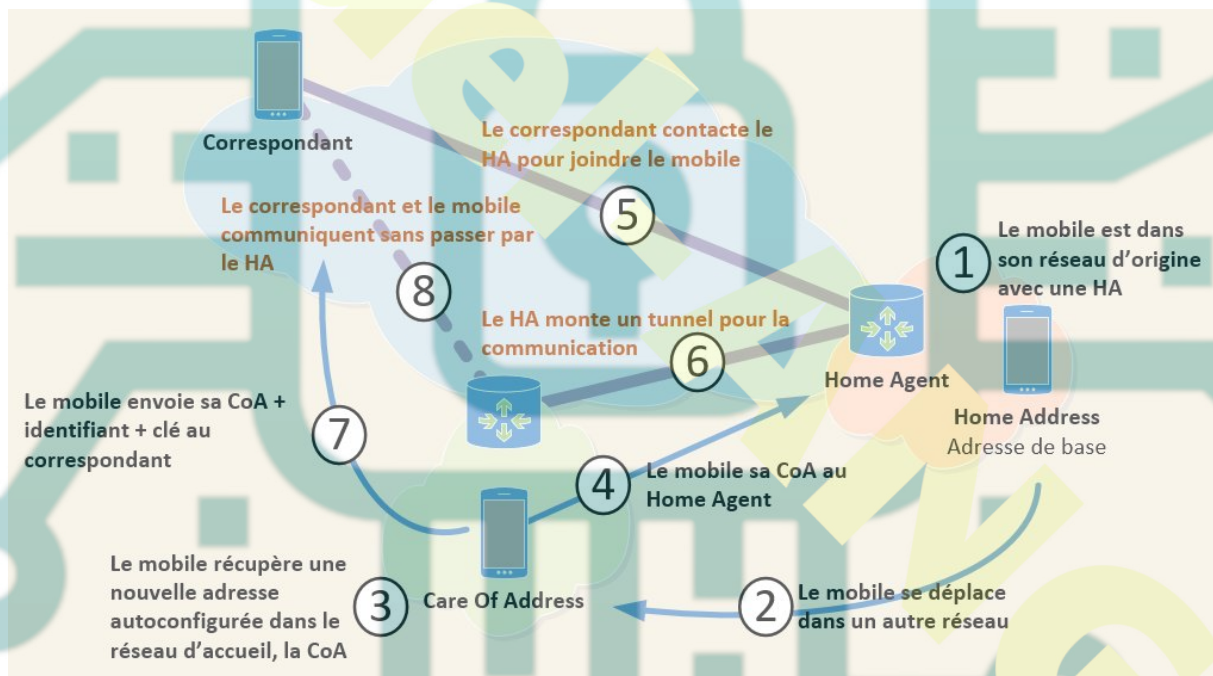 Correspondant
Le correspondant contacte le
HA pour joindre le mobile
5
Le correspondant et le mobile
communiquent sans passer par
le HA
8
1
Le mobile est dans
son réseau d'origine
avec une HA
Le HA monte un tunnel pour la
communication
6
Home Agent
Home Address
Adresse de base
Le mobile envoie sa CoA +
identifiant + clé au
correspondant
7
4
Le mobile sa CoA au
Home Agent
Le mobile récupère une
nouvelle adresse
autoconfigurée dans le
réseau d'accueil, la CoA
3
Care Of Address
2
Le mobile se déplace
dans un autre réseau